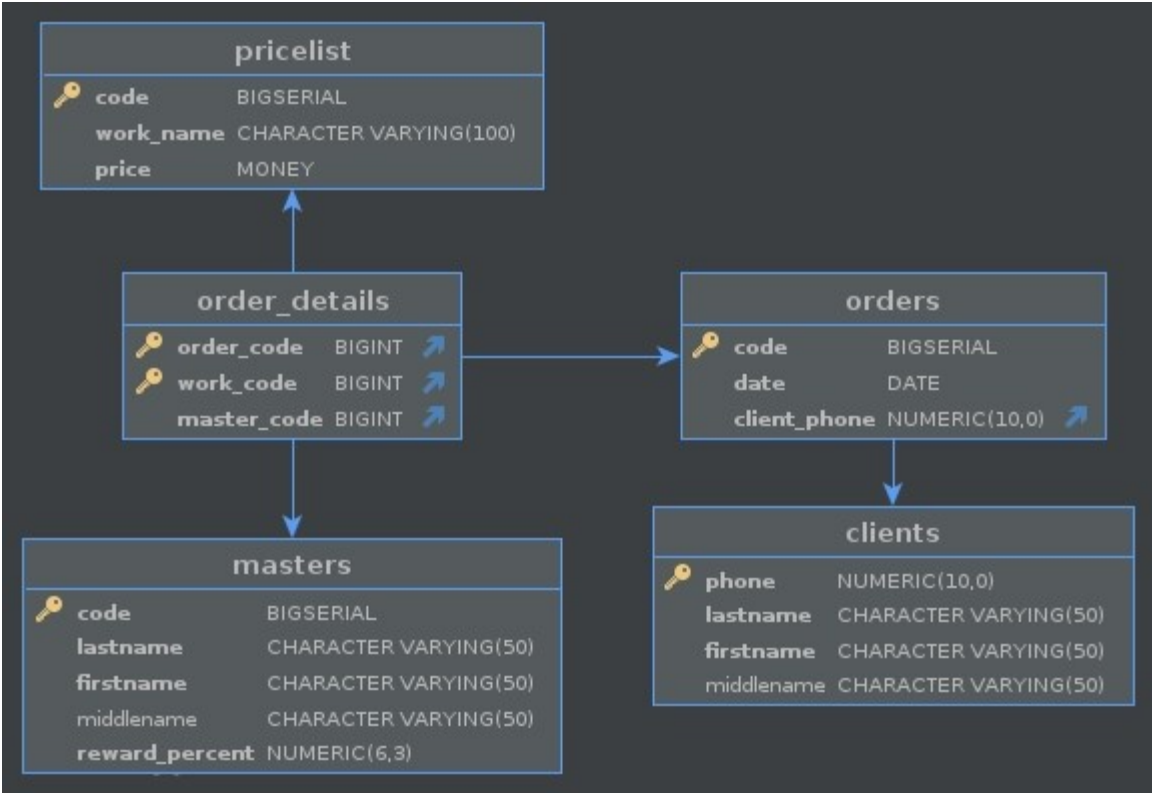 pricelist
code BIGSERIAL
work_name CHARACTER VARYING(100)
price MONEY
order_details
order_code BIGINT
work_code BIGINT
master_code BIGINT
orders
code BIGSERIAL
date DATE
client_phone NUMERIC(10,0)
masters
code BIGSERIAL
lastname CHARACTER VARYING(50)
firstname CHARACTER VARYING(50)
middlename CHARACTER VARYING(50)
reward_percent NUMERIC(6,3)
clients
phone NUMERIC(10,0)
lastname CHARACTER VARYING(50)
firstname CHARACTER VARYING(50)
middlename CHARACTER VARYING(50)